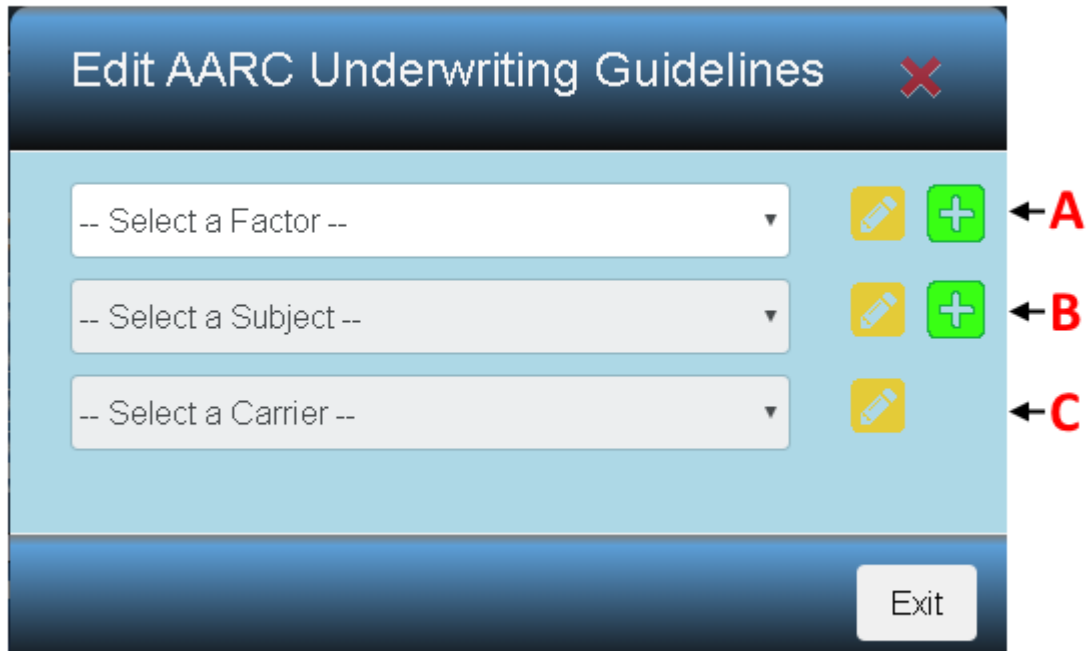 Edit AARC Underwriting Guidelines
-- Select a Factor --
A
-- Select a Subject --
B
-- Select a Carrier --
C
Exit